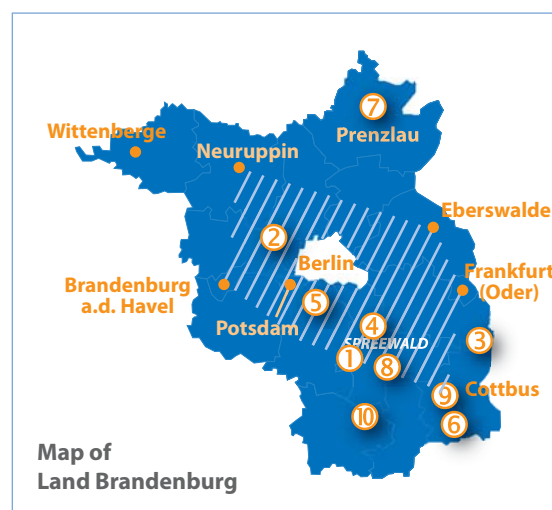 7
Wittenberge
Prenzlau
Neuruppin
Eberswalde
2
Berlin
Frankfurt
(Oder)
Brandenburg
a.d. Havel
5
Potsdam
4
3
SPREEWALD
1
8
Cottbus
9
10
6
Map of
Land Brandenburg